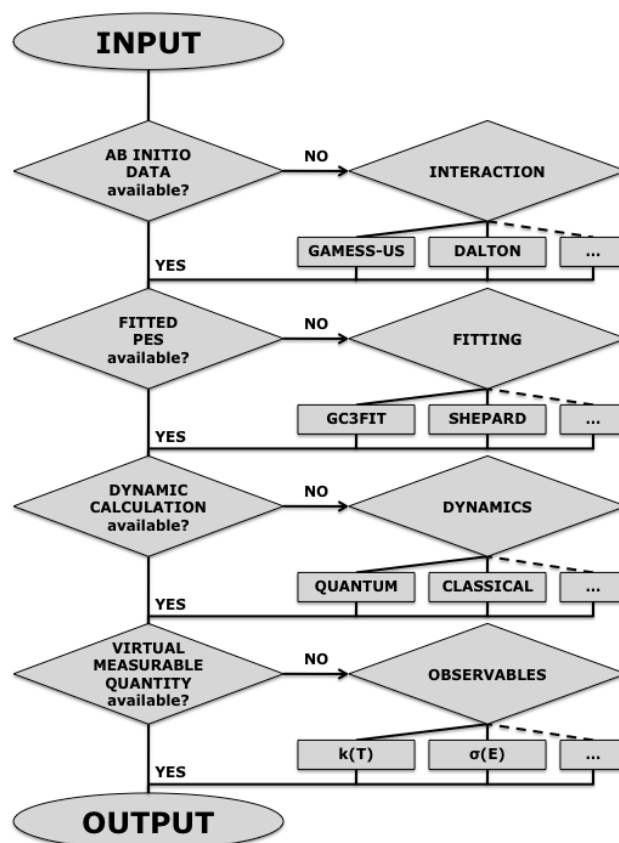 INPUT
AB INITIO
DATA
available?
NO
INTERACTION
GAMESS-US
DALTON
...
YES
FITTED
PES
available?
NO
FITTING
GC3FIT
SHEPARD
...
YES
DYNAMIC
CALCULATION
available?
NO
DYNAMICS
QUANTUM
CLASSICAL
...
YES
VIRTUAL
MEASURABLE
QUANTITY
available?
NO
OBSERVABLES
k(T)
σ(E)
...
YES
OUTPUT